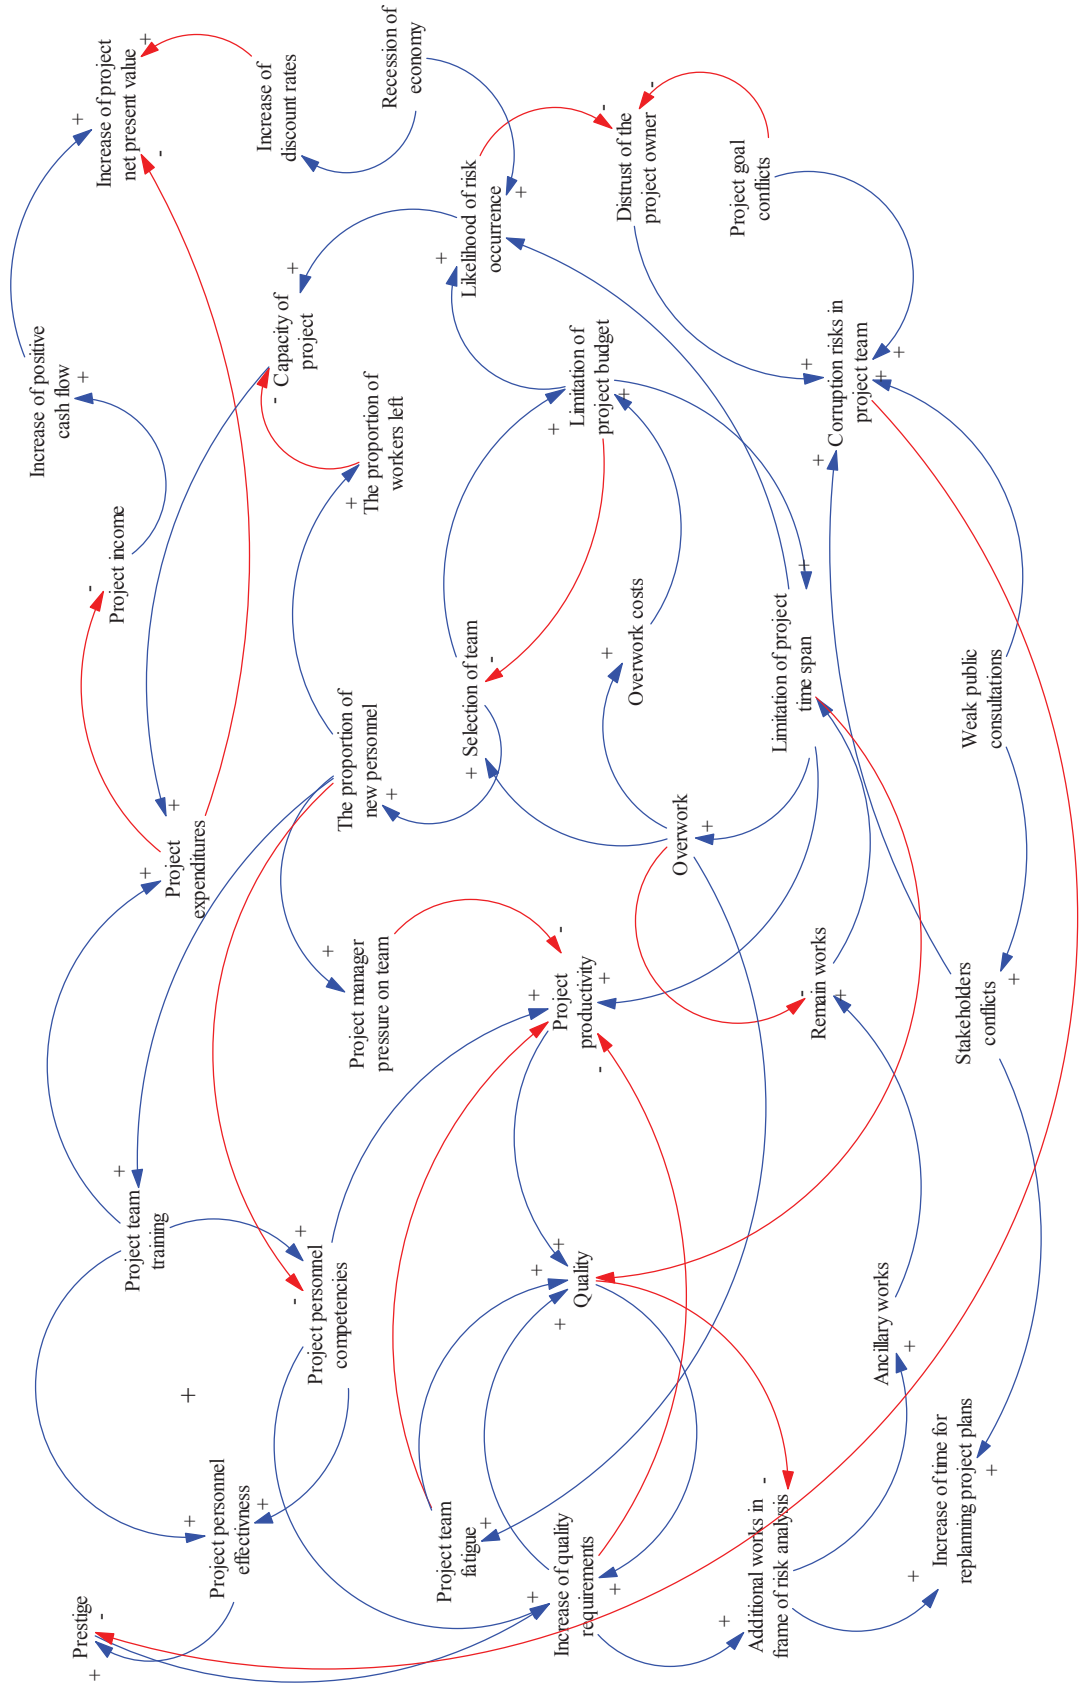 Prestige
Project personnel
effectivness
Project team
training
Project
expenditures
Project income
Increase of positive
cash flow
Increase of project
net present value
Increase of
discount rates
Recession of
economy
Capacity of
project
The proportion of
workers left
The proportion of
new personnel
Project manager
pressure on team
Project personnel
competencies
Project team
fatigue
Selection of team
Likelihood of risk
occurrence
Increase of quality
requirements
Quality
Project
productivity
Overwork costs
Limitation of
project budget
Distrust of the
project owner
Overwork
Project goal
conflicts
Additional works in
frame of risk analysis
Remain works
Limitation of project
time span
Corruption risks in
project team
Ancillary works
Increase of time for
replanning project plans
Stakeholders
conflicts
Weak public
consultations